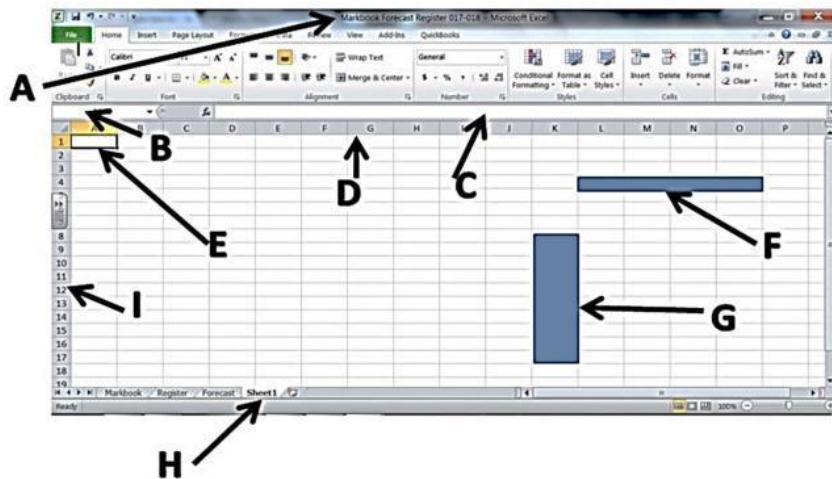 Markbook Forecast Register 017-018 - Microsoft Excel
File Home Insert Page Layout View Add-Ins QuickBooks
Calibri 11 A A Wrap Text General AutoSum Fill Clear
B I U Merge & Center $ % , Conditional Formatting Format as Table Cell Styles Insert Delete Format Sort & Filter Find & Select
Clipboard Font Alignment Number Styles Cells Editing
A
B
fx
A B C D E F G H J K L M N O P
1
2
3
4
8
9
10
11
12
13
14
15
16
17
18
19
D
C
E
F
I
G
Markbook Register Forecast Sheet1
Ready 100%
H